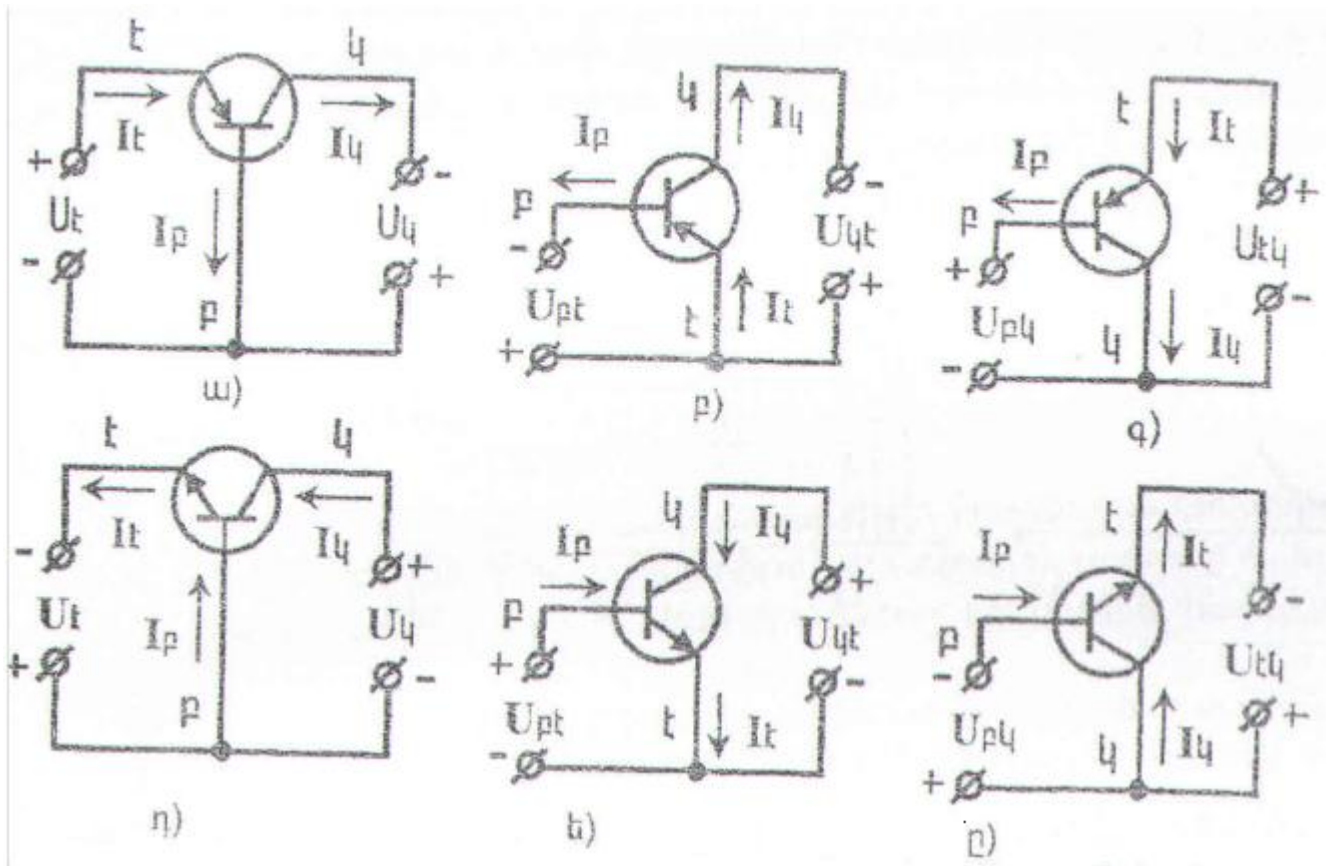 է կ
Iէ Iկ
+ -
Uէ Iբ Uկ
- +
բ
ա)
կ
Iբ Iկ
բ -
- Uկէ
Uբէ է Iէ +
+
բ)
է
Iբ Iէ
բ +
+ Uէկ
Uբկ կ Iկ -
-
գ)
է կ
Iէ Iկ
- +
Uէ Iբ Uկ
+ -
բ
դ)
կ
Iբ Iկ
բ +
+ Uկէ
Uբէ է Iէ -
-
ե)
է
Iբ Iէ
բ -
- Uէկ
Uբկ կ Iկ +
+
ը)